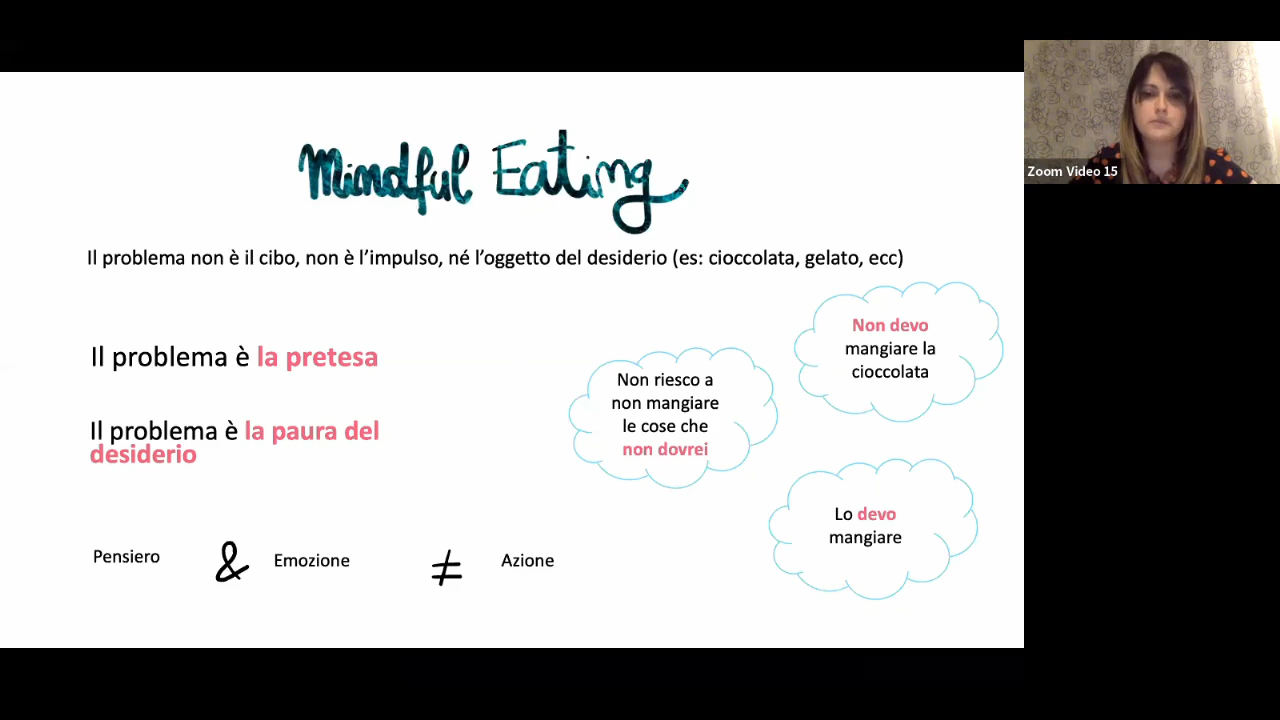 Mindful Eating
Il problema non è il cibo, non è l'impulso, né l'oggetto del desiderio (es: cioccolata, gelato, ecc)
Il problema è la pretesa
Il problema è la paura del
desiderio
Non riesco a
non mangiare
le cose che
non dovrei
Non devo
mangiare la
cioccolata
Lo devo
mangiare
Pensiero & Emozione ≠ Azione
Zoom Video 15